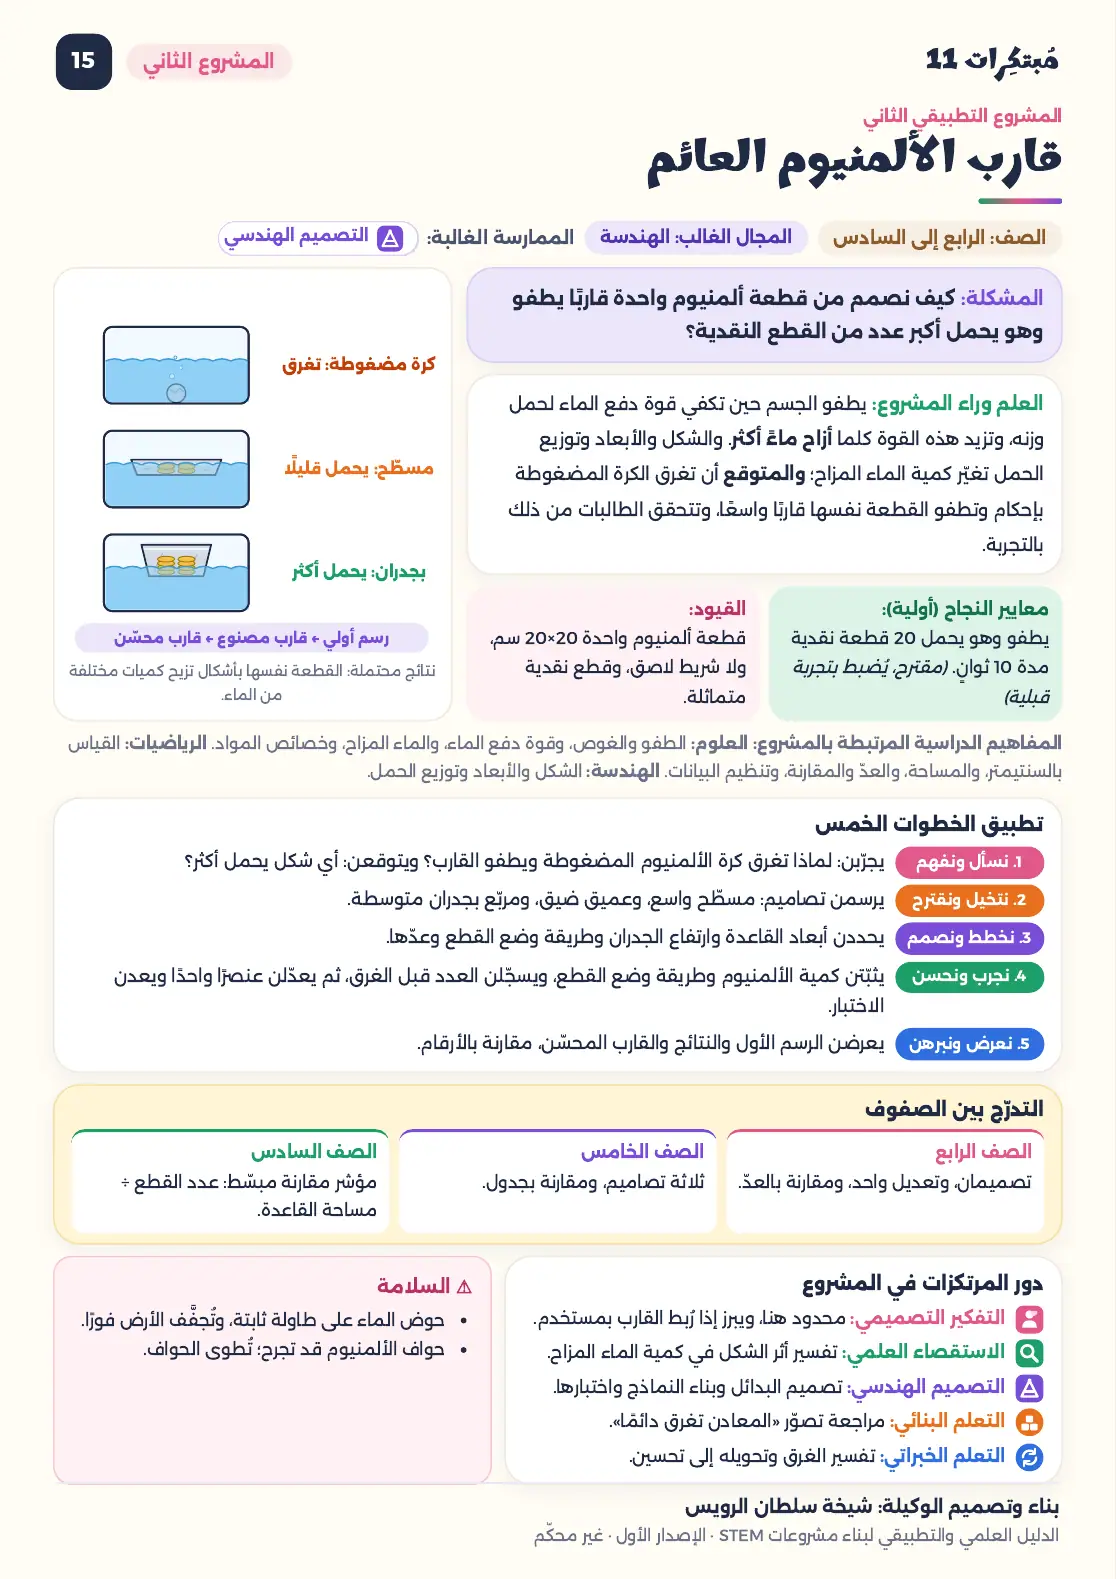 مُبتكِرات 11
المشروع الثاني
15
المشروع التطبيقي الثاني
قارب الألمنيوم العائم
الصف: الرابع إلى السادس
المجال الغالب: الهندسة
الممارسة الغالبة:
التصميم الهندسي
المشكلة: كيف نصمم من قطعة ألمنيوم واحدة قاربًا يطفو
وهو يحمل أكبر عدد من القطع النقدية؟
العلم وراء المشروع: يطفو الجسم حين تكفي قوة دفع الماء لحمل
وزنه، وتزيد هذه القوة كلما أزاح ماءً أكثر. والشكل والأبعاد وتوزيع
الحمل تغيّر كمية الماء المزاح؛ والمتوقع أن تغرق الكرة المضغوطة
بإحكام وتطفو القطعة نفسها قاربًا واسعًا، وتتحقق الطالبات من ذلك
بالتجربة.
معايير النجاح (أولية):
يطفو وهو يحمل 20 قطعة نقدية
مدة 10 ثوانٍ. (مقترح، يُضبط بتجربة
قبلية)
القيود:
قطعة ألمنيوم واحدة 20×20 سم،
ولا شريط لاصق، وقطع نقدية
متماثلة.
كرة مضغوطة: تغرق
مسطّح: يحمل قليلًا
بجدران: يحمل أكثر
رسم أولي ← قارب مصنوع ← قارب محسّن
نتائج محتملة: القطعة نفسها بأشكال تزيح كميات مختلفة
من الماء.
المفاهيم الدراسية المرتبطة بالمشروع: العلوم: الطفو والغوص، وقوة دفع الماء، والماء المزاح، وخصائص المواد. الرياضيات: القياس
بالسنتيمتر، والمساحة، والعدّ والمقارنة، وتنظيم البيانات. الهندسة: الشكل والأبعاد وتوزيع الحمل.
تطبيق الخطوات الخمس
1. نسأل ونفهم
يجرّبن: لماذا تغرق كرة الألمنيوم المضغوطة ويطفو القارب؟ ويتوقعن: أي شكل يحمل أكثر؟
2. نتخيل ونقترح
يرسمن تصاميم: مسطّح واسع، وعميق ضيق، ومربّع بجدران متوسطة.
3. نخطط ونصمم
يحددن أبعاد القاعدة وارتفاع الجدران وطريقة وضع القطع وعدّها.
4. نجرب ونحسن
يثبّتن كمية الألمنيوم وطريقة وضع القطع، ويسجّلن العدد قبل الغرق، ثم يعدّلن عنصرًا واحدًا ويعدن
الاختبار.
5. نعرض ونبرهن
يعرضن الرسم الأول والنتائج والقارب المحسّن، مقارنة بالأرقام.
التدرّج بين الصفوف
الصف الرابع
تصميمان، وتعديل واحد، ومقارنة بالعدّ.
الصف الخامس
ثلاثة تصاميم، ومقارنة بجدول.
الصف السادس
مؤشر مقارنة مبسّط: عدد القطع ÷
مساحة القاعدة.
دور المرتكزات في المشروع
التفكير التصميمي: محدود هنا، ويبرز إذا رُبط القارب بمستخدم.
الاستقصاء العلمي: تفسير أثر الشكل في كمية الماء المزاح.
التصميم الهندسي: تصميم البدائل وبناء النماذج واختبارها.
التعلم البنائي: مراجعة تصوّر «المعادن تغرق دائمًا».
التعلم الخبراتي: تفسير الغرق وتحويله إلى تحسين.
⚠ السلامة
• حوض الماء على طاولة ثابتة، وتُجفَّف الأرض فورًا.
• حواف الألمنيوم قد تجرح؛ تُطوى الحواف.
بناء وتصميم الوكيلة: شيخة سلطان الرويس
الدليل العلمي والتطبيقي لبناء مشروعات STEM · الإصدار الأول · غير محكّم